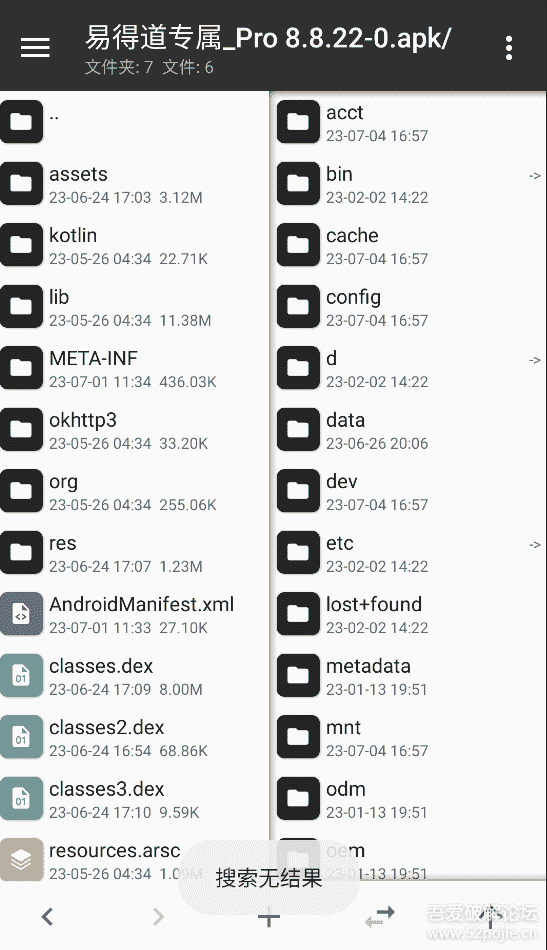 易得道专属_Pro 8.8.22-0.apk/
文件夹: 7 文件: 6
..
assets
23-06-24 17:03 3.12M
kotlin
23-05-26 04:34 22.71K
lib
23-05-26 04:34 11.38M
META-INF
23-07-01 11:34 436.03K
okhttp3
23-05-26 04:34 33.20K
org
23-05-26 04:34 255.06K
res
23-06-24 17:07 1.23M
AndroidManifest.xml
23-07-01 11:33 27.10K
classes.dex
23-06-24 17:09 8.00M
classes2.dex
23-06-24 16:54 68.86K
classes3.dex
23-06-24 17:10 9.59K
resources.arsc
23-05-26 04:34 1.09M
acct
23-07-04 16:57
bin ->
23-02-02 14:22
cache
23-07-04 16:57
config
23-07-04 16:57
d ->
23-02-02 14:22
data
23-06-26 20:06
dev
23-07-04 16:57
etc ->
23-02-02 14:22
lost+found
23-02-02 14:22
metadata
23-01-13 19:51
mnt
23-07-04 16:57
odm
23-01-13 19:51
oem
23-01-13 19:51
搜索无结果
吾爱破解论坛
www.52pojie.cn